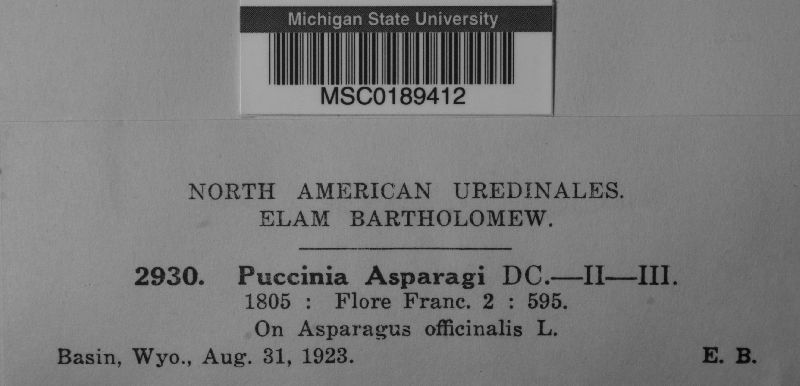 Michigan State University
MSC0189412
NORTH AMERICAN UREDINALES.
ELAM BARTHOLOMEW.
2930. Puccinia Asparagi DC.—II—III.
1805 : Flore Franc. 2 : 595.
On Asparagus officinalis L.
Basin, Wyo., Aug. 31, 1923. E. B.